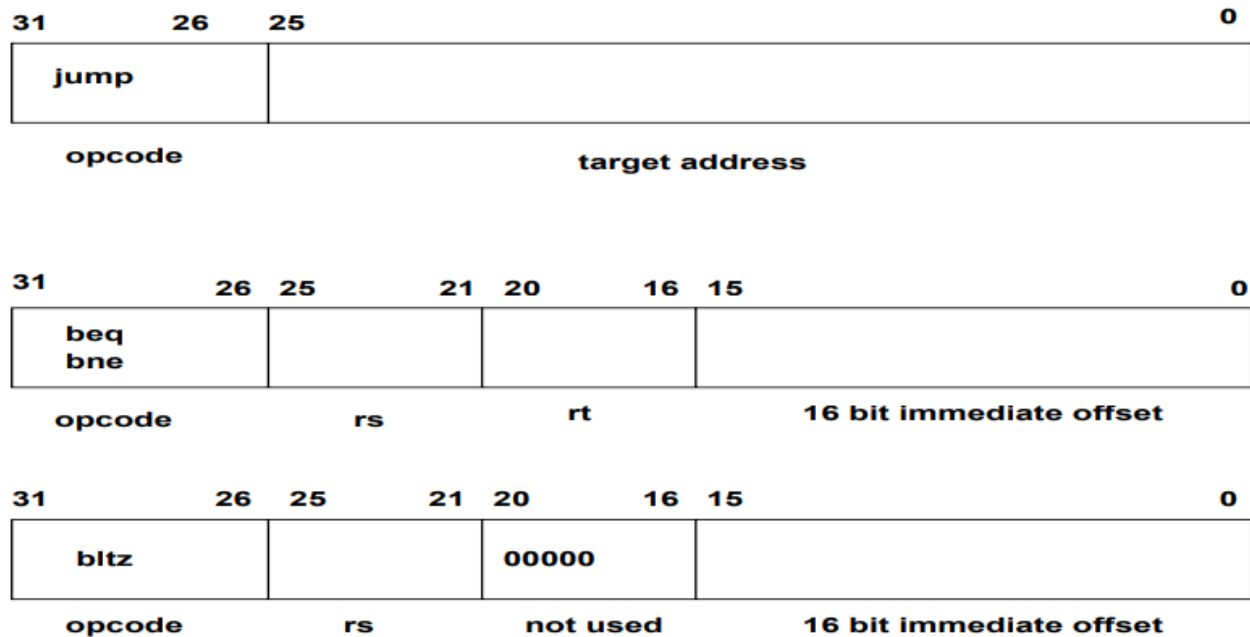 31 26 25 0
jump
opcode target address
31 26 25 21 20 16 15 0
beq
bne
opcode rs rt 16 bit immediate offset
31 26 25 21 20 16 15 0
bltz 00000
opcode rs not used 16 bit immediate offset